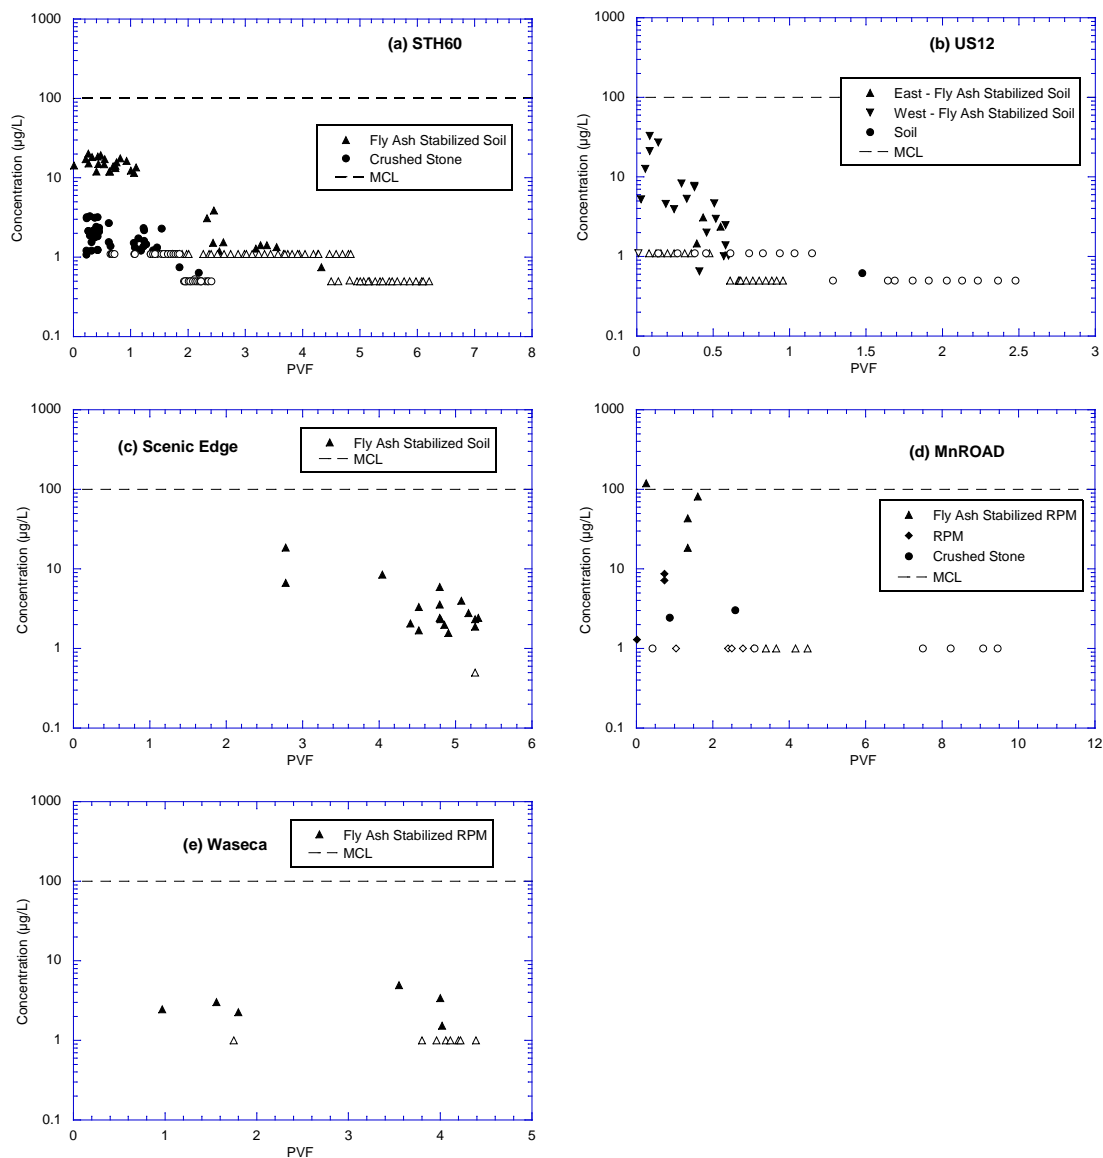 (a) STH60
Fly Ash Stabilized Soil
Crushed Stone
MCL
Concentration (µg/L)
1000
100
10
1
0.1
0 1 2 3 4 5 6 7 8
PVF
(b) US12
East - Fly Ash Stabilized Soil
West - Fly Ash Stabilized Soil
Soil
MCL
Concentration (µg/L)
1000
100
10
1
0.1
0 0.5 1 1.5 2 2.5 3
PVF
(c) Scenic Edge
Fly Ash Stabilized Soil
MCL
Concentration (µg/L)
1000
100
10
1
0.1
0 1 2 3 4 5 6
PVF
(d) MnROAD
Fly Ash Stabilized RPM
RPM
Crushed Stone
MCL
Concentration (µg/L)
1000
100
10
1
0.1
0 2 4 6 8 10 12
PVF
(e) Waseca
Fly Ash Stabilized RPM
MCL
Concentration (µg/L)
1000
100
10
1
0.1
0 1 2 3 4 5
PVF